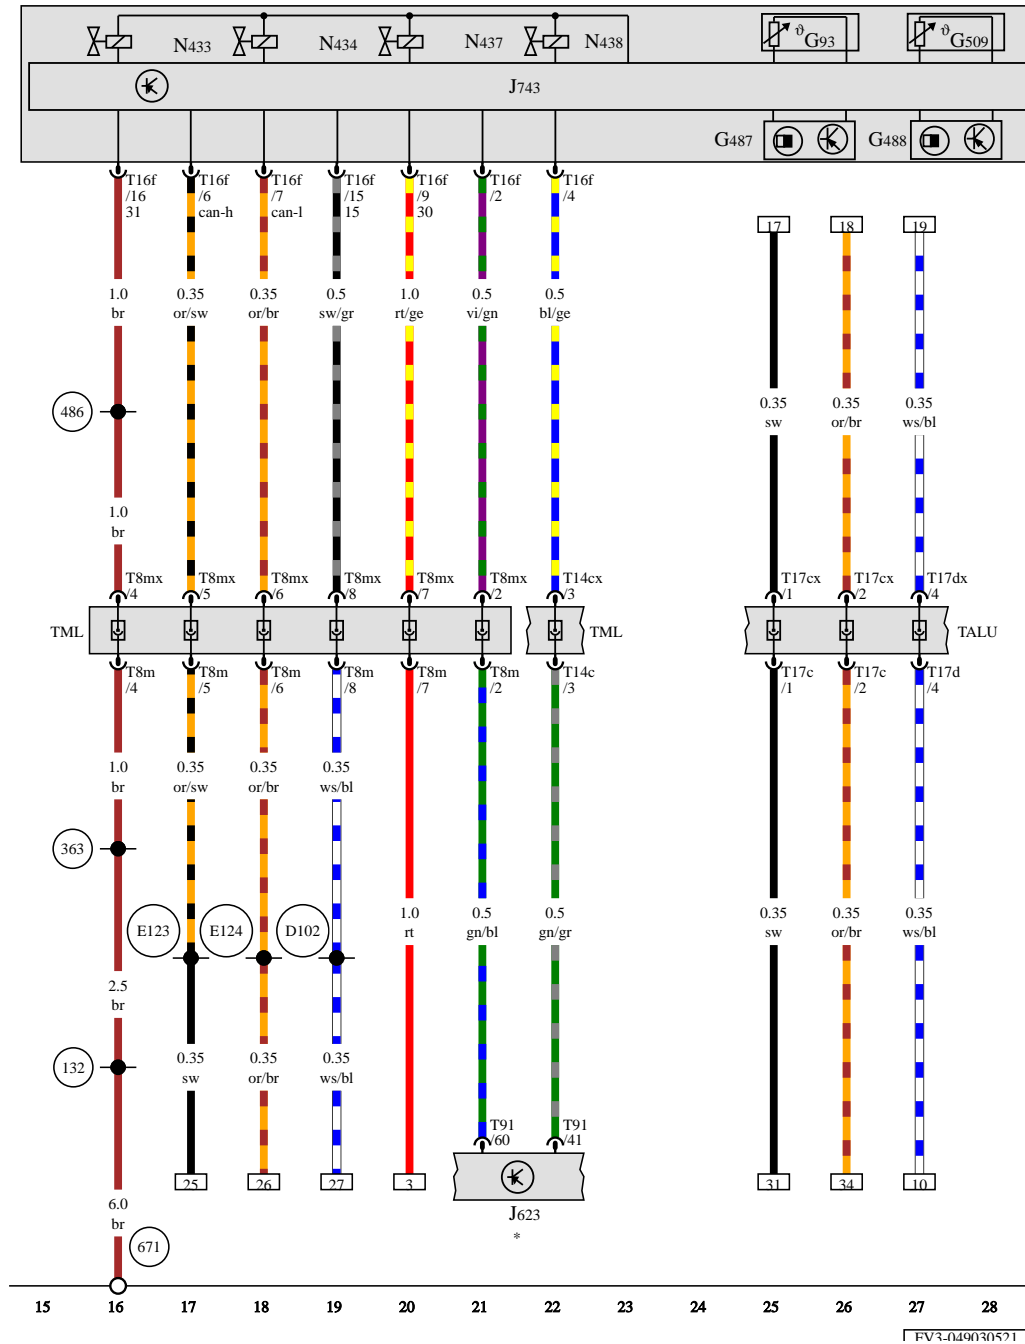 N433 N434 N437 N438 ϑ G93 ϑ G509
J743
G487 G488
T16f T16f T16f T16f T16f T16f T16f
/16 /6 /7 /15 /9 /2 /4
31 can-h can-l 15 30
17 18 19
1.0 0.35 0.35 0.5 1.0 0.5 0.5
br or/sw or/br sw/gr rt/ge vi/gn bl/ge
0.35 0.35 0.35
sw or/br ws/bl
486
1.0
br
T8mx T8mx T8mx T8mx T8mx T8mx T14cx T17cx T17cx T17dx
/4 /5 /6 /8 /7 /2 /3 /1 /2 /4
TML TML TALU
T8m T8m T8m T8m T8m T8m T14c T17c T17c T17d
/4 /5 /6 /8 /7 /2 /3 /1 /2 /4
1.0 0.35 0.35 0.35
br or/sw or/br ws/bl
363
1.0 0.5 0.5 0.35 0.35 0.35
rt gn/bl gn/gr sw or/br ws/bl
E123 E124 D102
2.5
br
132
0.35 0.35 0.35
sw or/br ws/bl
T91 T91
/60 /41
25 26 27 3 31 34 10
6.0
br
J623
*
671
15 16 17 18 19 20 21 22 23 24 25 26 27 28
FV3-049030521